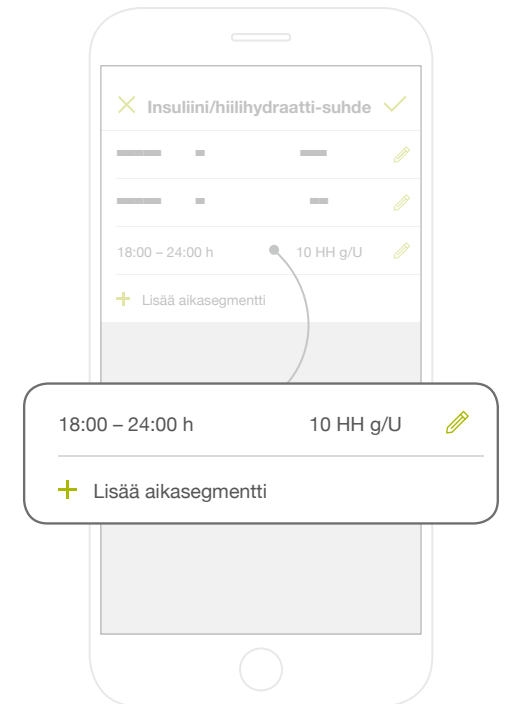 Insuliini/hiilihydraatti-suhde
18:00 – 24:00 h 10 HH g/U
Lisää aikasegmentti
18:00 – 24:00 h 10 HH g/U
Lisää aikasegmentti